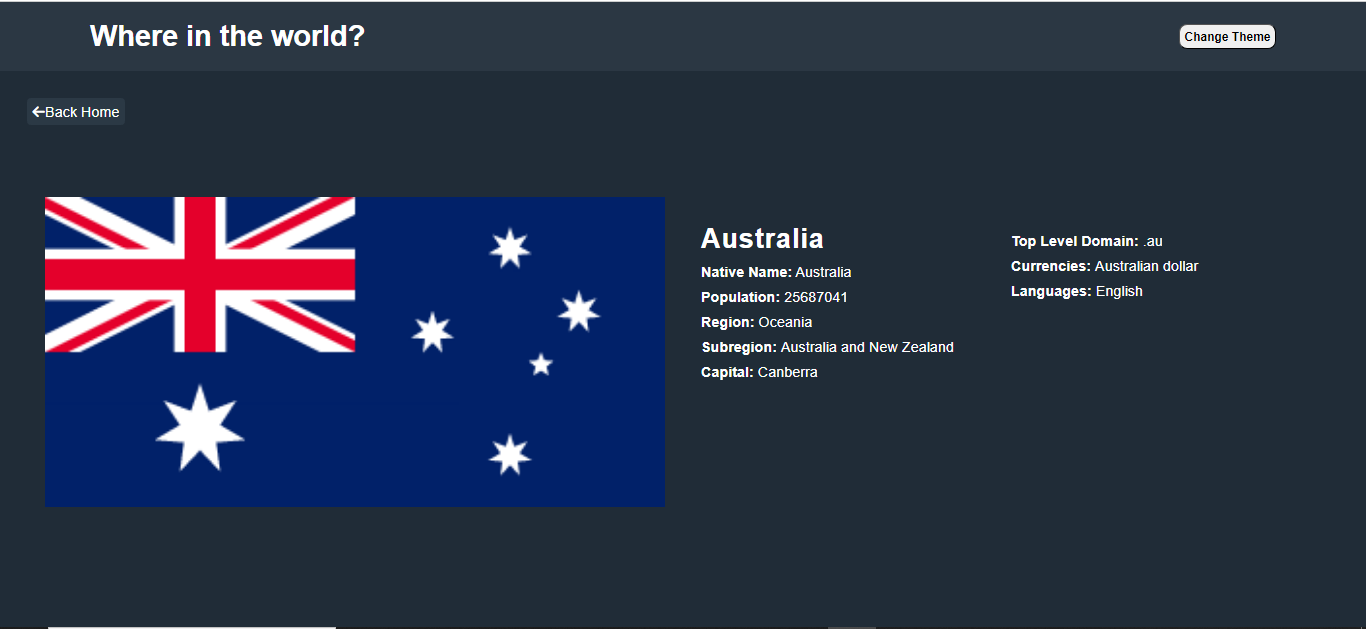 Where in the world?
Change Theme
Back Home
Australia
Native Name: Australia
Population: 25687041
Region: Oceania
Subregion: Australia and New Zealand
Capital: Canberra
Top Level Domain: .au
Currencies: Australian dollar
Languages: English